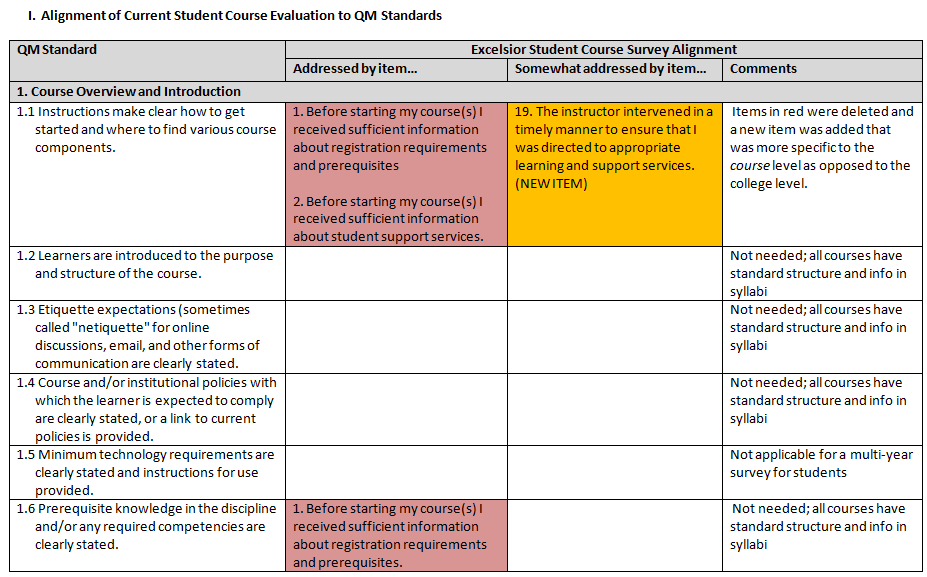 I. Alignment of Current Student Course Evaluation to QM Standards
QM Standard
Excelsior Student Course Survey Alignment
Addressed by item...
Somewhat addressed by item...
Comments
1. Course Overview and Introduction
1.1 Instructions make clear how to get
started and where to find various course
components.
1. Before starting my course(s) I
received sufficient information
about registration requirements
and prerequisites
2. Before starting my course(s) I
received sufficient information
about student support services.
19. The instructor intervened in a
timely manner to ensure that I
was directed to appropriate
learning and support services.
(NEW ITEM)
Items in red were deleted and
a new item was added that
was more specific to the
course level as opposed to the
college level.
1.2 Learners are introduced to the purpose
and structure of the course.
Not needed; all courses have
standard structure and info in
syllabi
1.3 Etiquette expectations (sometimes
called "netiquette" for online
discussions, email, and other forms of
communication are clearly stated.
Not needed; all courses have
standard structure and info in
syllabi
1.4 Course and/or institutional policies with
which the learner is expected to comply
are clearly stated, or a link to current
policies is provided.
Not needed; all courses have
standard structure and info in
syllabi
1.5 Minimum technology requirements are
clearly stated and instructions for use
provided.
Not applicable for a multi-year
survey for students
1.6 Prerequisite knowledge in the discipline
and/or any required competencies are
clearly stated.
1. Before starting my course(s) I
received sufficient information
about registration requirements
and prerequisites.
Not needed; all courses have
standard structure and info in
syllabi